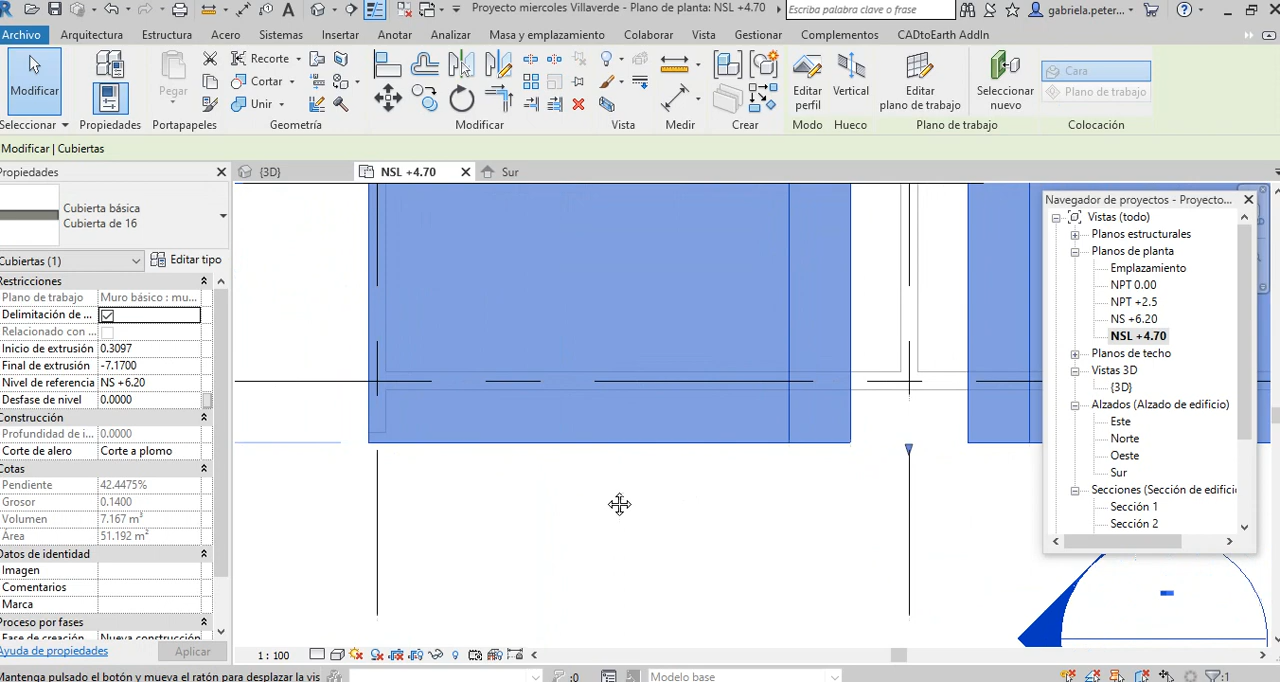 Proyecto miercoles Villaverde - Plano de planta: NSL +4.70
Escriba palabra clave o frase
gabriela.peter...
Archivo Arquitectura Estructura Acero Sistemas Insertar Anotar Analizar Masa y emplazamiento Colaborar Vista Gestionar Complementos CADtoEarth AddIn
Modificar
Pegar
Recorte
Cortar
Unir
Editar perfil
Vertical
Editar plano de trabajo
Seleccionar nuevo
Cara
Plano de trabajo
Seleccionar Propiedades Portapapeles Geometría Modificar Vista Medir Crear Modo Hueco Plano de trabajo Colocación
Modificar | Cubiertas
Propiedades
{3D}
NSL +4.70
Sur
Cubierta básica
Cubierta de 16
Cubiertas (1)
Editar tipo
Restricciones
Plano de trabajo Muro básico : mu...
Delimitación de ...
Relacionado con
Inicio de extrusión 0.3097
Final de extrusión -7.1700
Nivel de referencia NS +6.20
Desfase de nivel 0.0000
Construcción
Profundidad de i... 0.0000
Corte de alero Corte a plomo
Cotas
Pendiente 42.4475%
Grosor 0.1400
Volumen 7.167 m³
Área 51.192 m²
Datos de identidad
Imagen
Comentarios
Marca
Proceso por fases
Fase de creación Nueva construcción
Ayuda de propiedades
Aplicar
Navegador de proyectos - Proyecto...
Vistas (todo)
Planos estructurales
Planos de planta
Emplazamiento
NPT 0.00
NPT +2.5
NS +6.20
NSL +4.70
Planos de techo
Vistas 3D
{3D}
Alzados (Alzado de edificio)
Este
Norte
Oeste
Sur
Secciones (Sección de edifici
Sección 1
Sección 2
1 : 100
Mantenga pulsado el botón y mueva el ratón para desplazar la vis
:0
Modelo base
:1